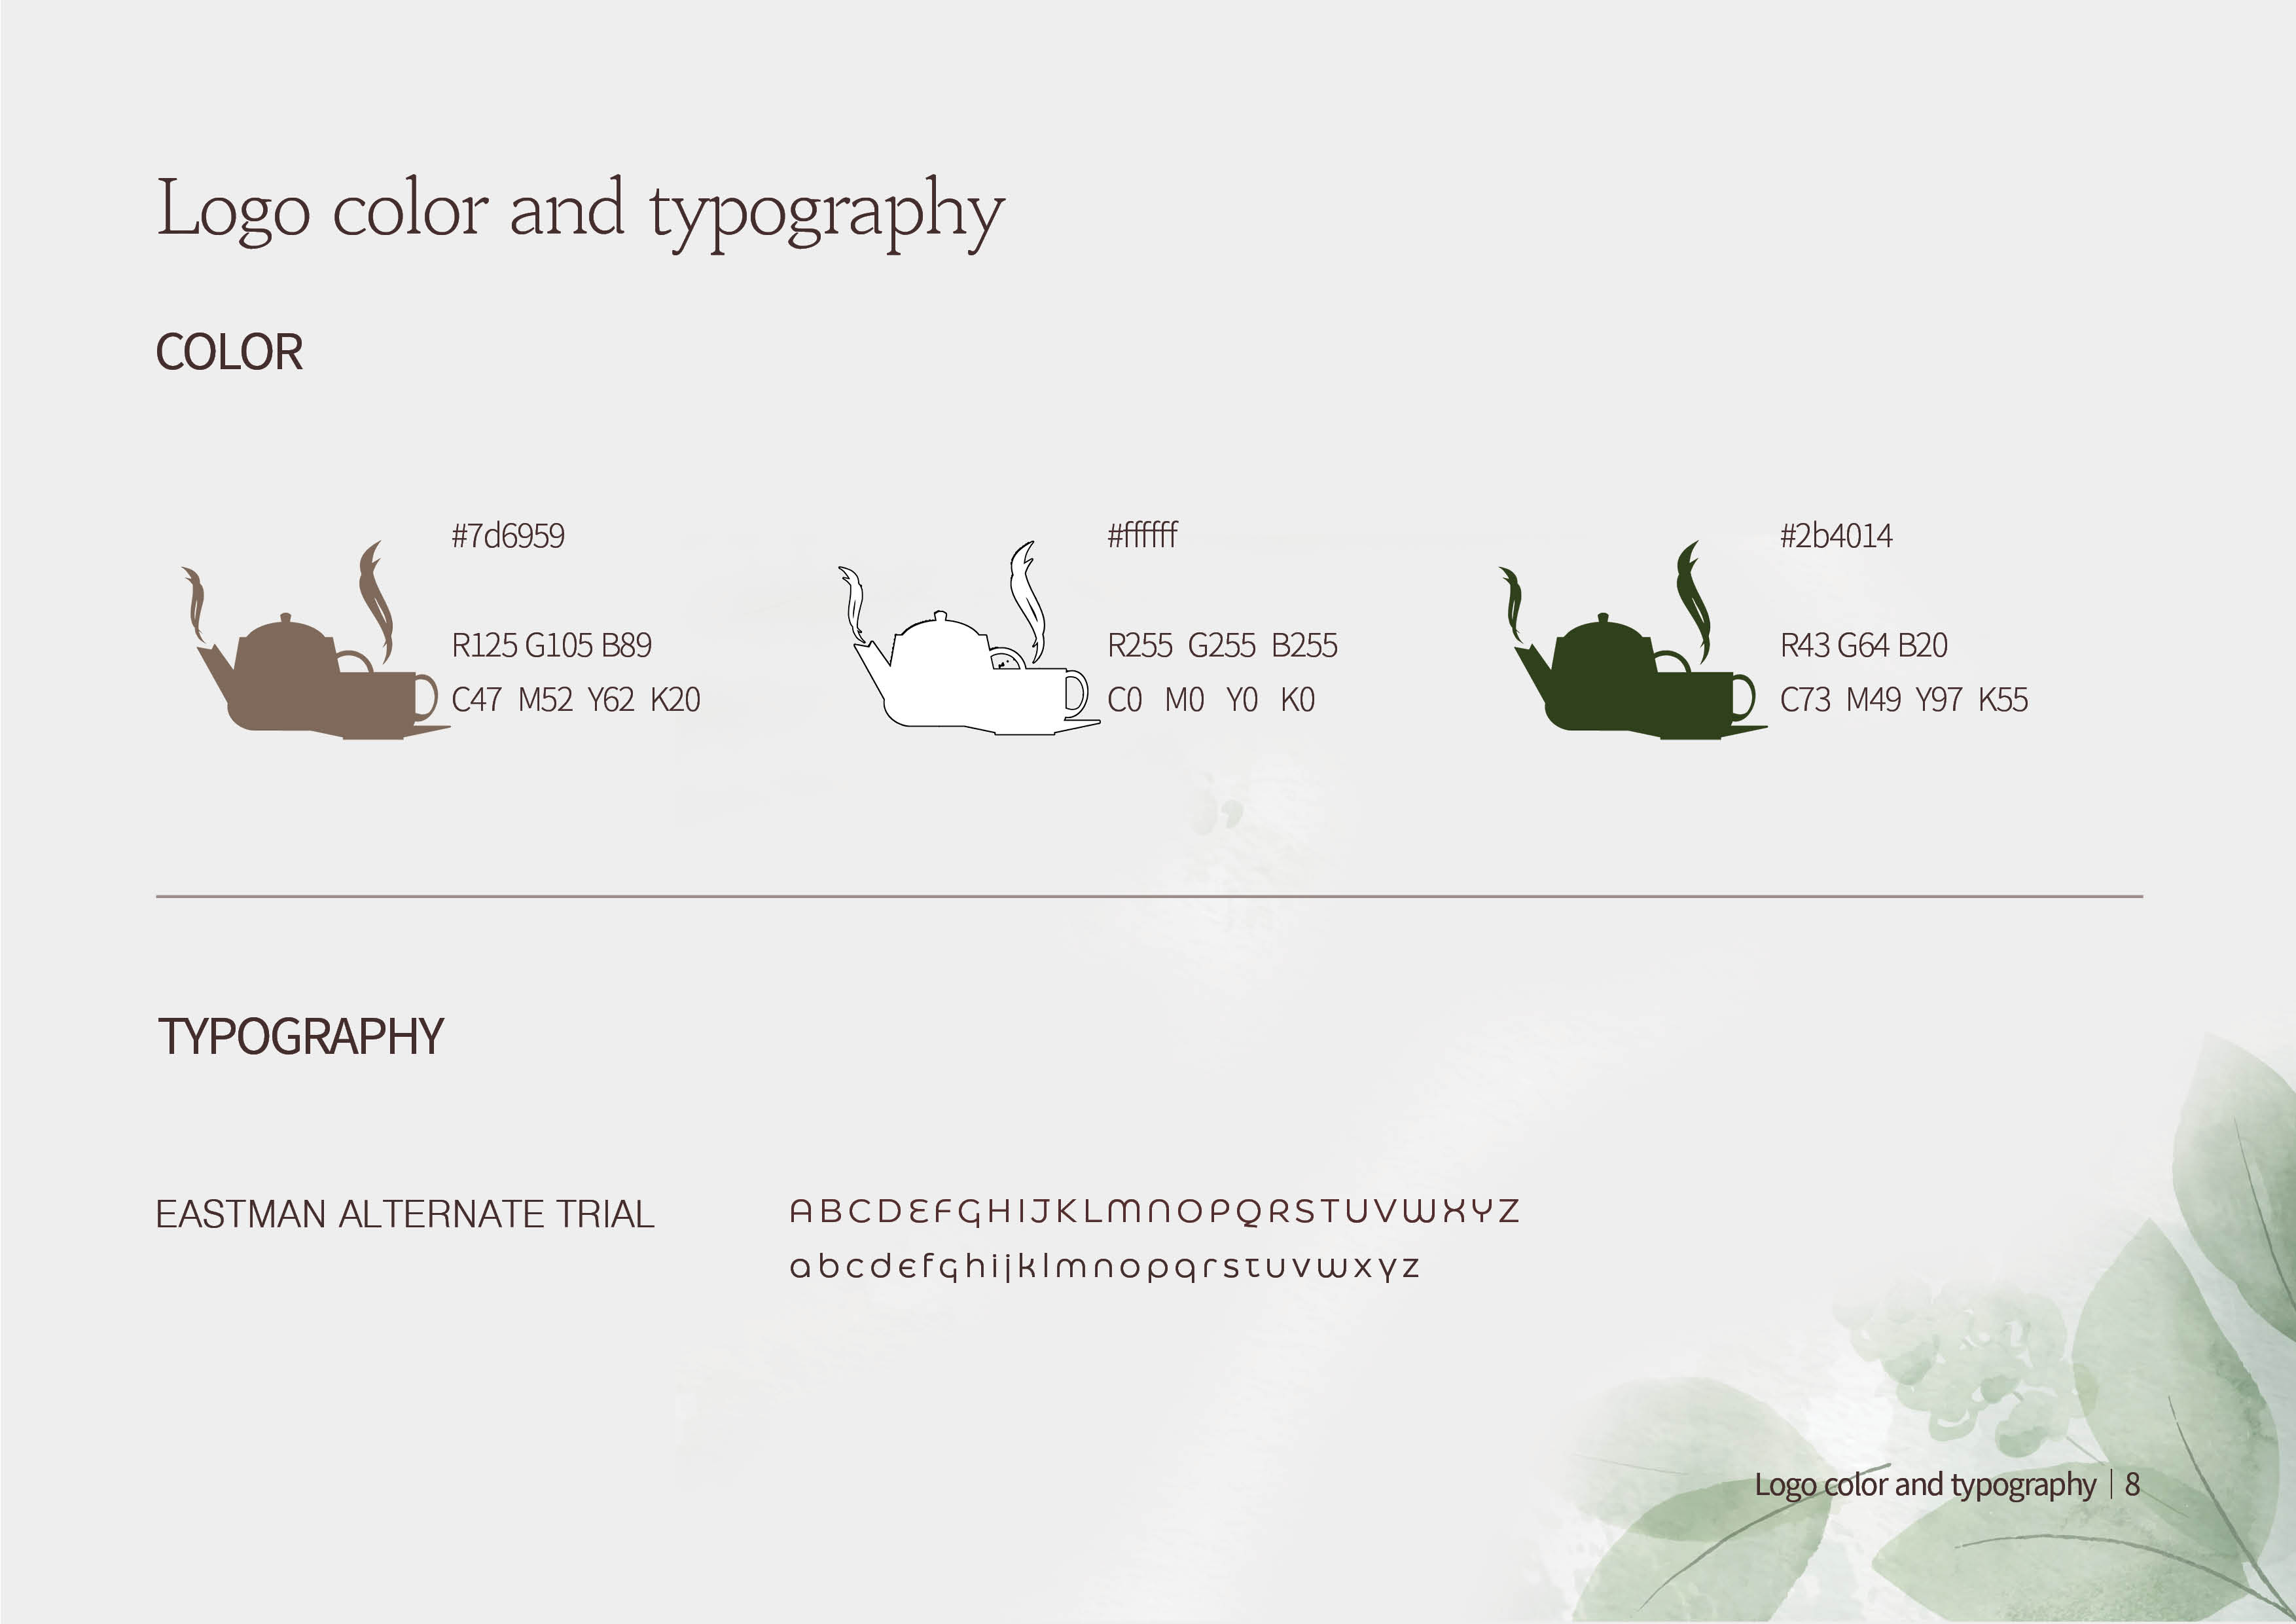 Logo color and typography
COLOR
#7d6959
R125 G105 B89
C47 M52 Y62 K20
#ffffff
R255 G255 B255
C0 M0 Y0 K0
#2b4014
R43 G64 B20
C73 M49 Y97 K55
TYPOGRAPHY
EASTMAN ALTERNATE TRIAL
ABCDEFGHIJKLMNOPQRSTUVWXYZ
abcdefghijklmnopqrstuvwxyz
Logo color and typography | 8